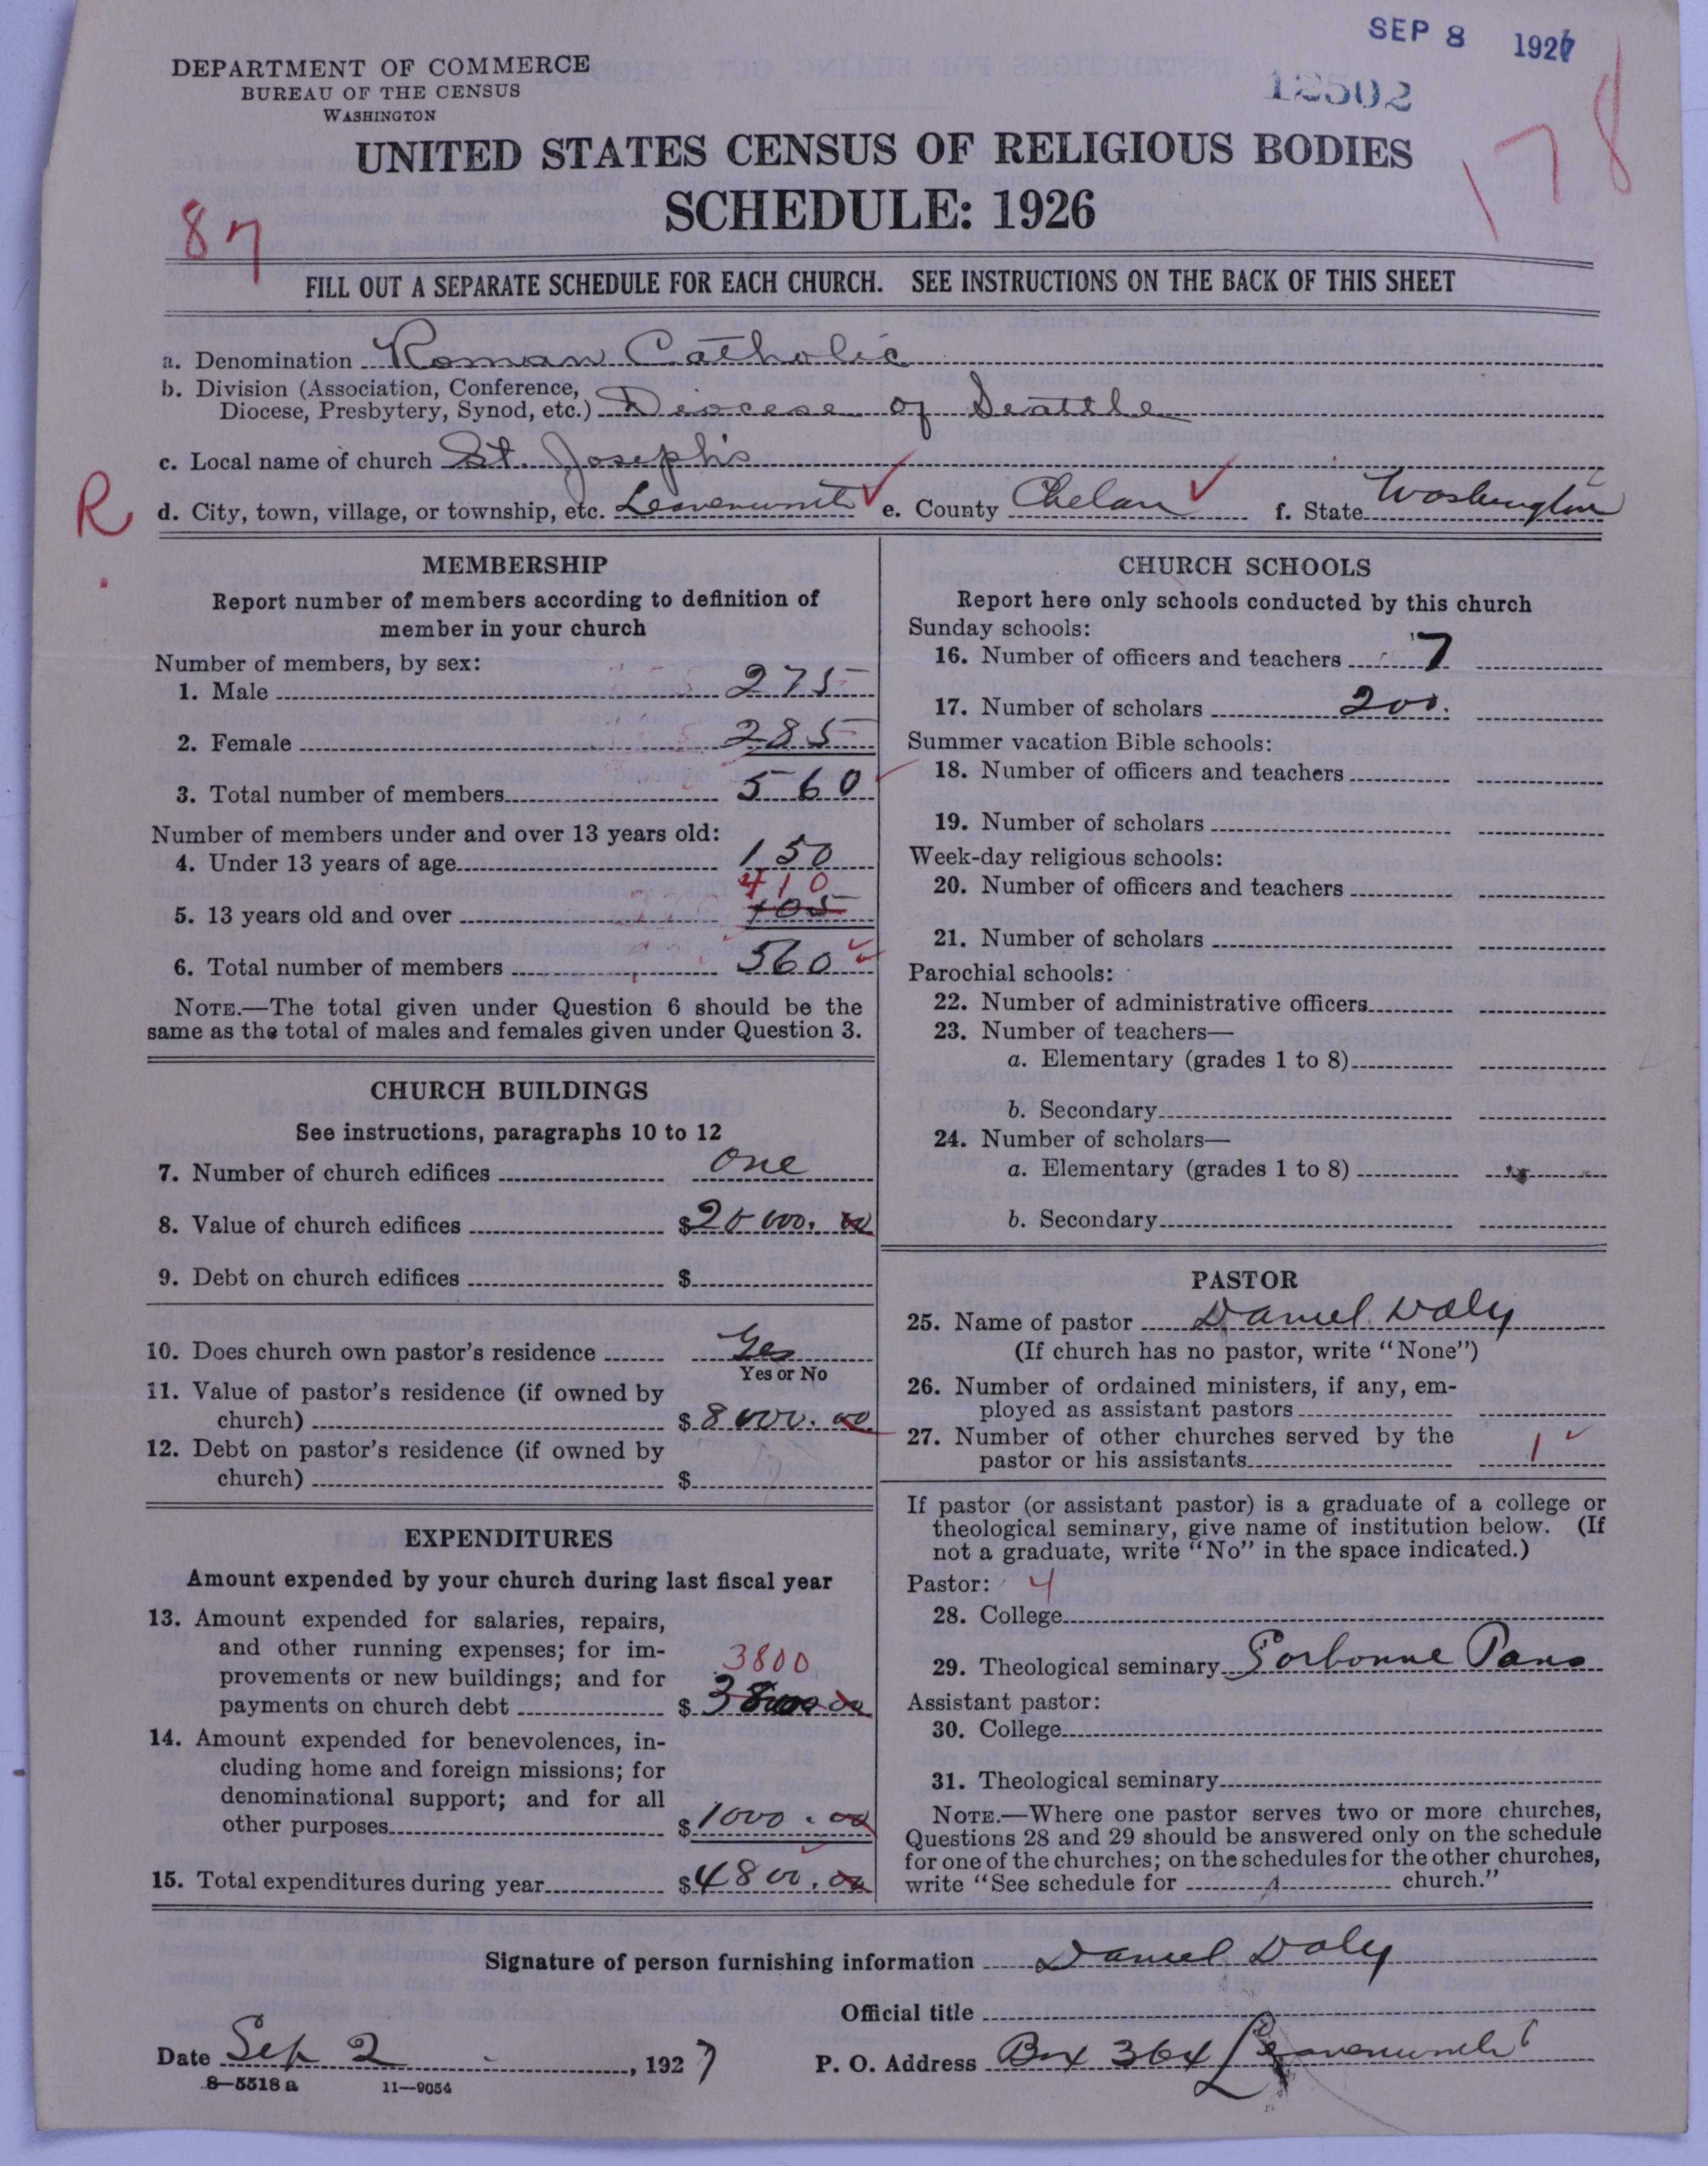 SEP 8 1927
12502
178
DEPARTMENT OF COMMERCE
BUREAU OF THE CENSUS
WASHINGTON
UNITED STATES CENSUS OF RELIGIOUS BODIES
SCHEDULE: 1926
87
FILL OUT A SEPARATE SCHEDULE FOR EACH CHURCH. SEE INSTRUCTIONS ON THE BACK OF THIS SHEET
a. Denomination Roman Catholic
b. Division (Association, Conference,
Diocese, Presbytery, Synod, etc.) Diocese of Seattle
c. Local name of church St. Joseph's
R
d. City, town, village, or township, etc. Leavenworth e. County Chelan f. State Washington
MEMBERSHIP
Report number of members according to definition of
member in your church
Number of members, by sex:
1. Male 275
2. Female 285
3. Total number of members 560
Number of members under and over 13 years old:
4. Under 13 years of age 150
410
5. 13 years old and over 405
6. Total number of members 560
NOTE.—The total given under Question 6 should be the
same as the total of males and females given under Question 3.
CHURCH BUILDINGS
See instructions, paragraphs 10 to 12
7. Number of church edifices one
8. Value of church edifices $ 000. 00
9. Debt on church edifices $
10. Does church own pastor's residence Yes
Yes or No
11. Value of pastor's residence (if owned by
church) $ 8000. 00
12. Debt on pastor's residence (if owned by
church) $
EXPENDITURES
Amount expended by your church during last fiscal year
13. Amount expended for salaries, repairs,
and other running expenses; for im-
provements or new buildings; and for 3800
payments on church debt $ 3800 00
14. Amount expended for benevolences, in-
cluding home and foreign missions; for
denominational support; and for all
other purposes $ 1000. 00
15. Total expenditures during year $ 4800. 00
CHURCH SCHOOLS
Report here only schools conducted by this church
Sunday schools:
16. Number of officers and teachers 7
17. Number of scholars 200.
Summer vacation Bible schools:
18. Number of officers and teachers
19. Number of scholars
Week-day religious schools:
20. Number of officers and teachers
21. Number of scholars
Parochial schools:
22. Number of administrative officers
23. Number of teachers—
a. Elementary (grades 1 to 8)
b. Secondary
24. Number of scholars—
a. Elementary (grades 1 to 8)
b. Secondary
PASTOR
25. Name of pastor Daniel Daly
(If church has no pastor, write "None")
26. Number of ordained ministers, if any, em-
ployed as assistant pastors
27. Number of other churches served by the
pastor or his assistants 1
If pastor (or assistant pastor) is a graduate of a college or
theological seminary, give name of institution below. (If
not a graduate, write "No" in the space indicated.)
Pastor: 4
28. College
29. Theological seminary Sorbonne Paris
Assistant pastor:
30. College
31. Theological seminary
NOTE.—Where one pastor serves two or more churches,
Questions 28 and 29 should be answered only on the schedule
for one of the churches; on the schedules for the other churches,
write "See schedule for church."
Signature of person furnishing information Daniel Daly
Official title
Date Sep 2, 1927 P. O. Address Box 364 Leavenworth
8—5518 a 11—9054